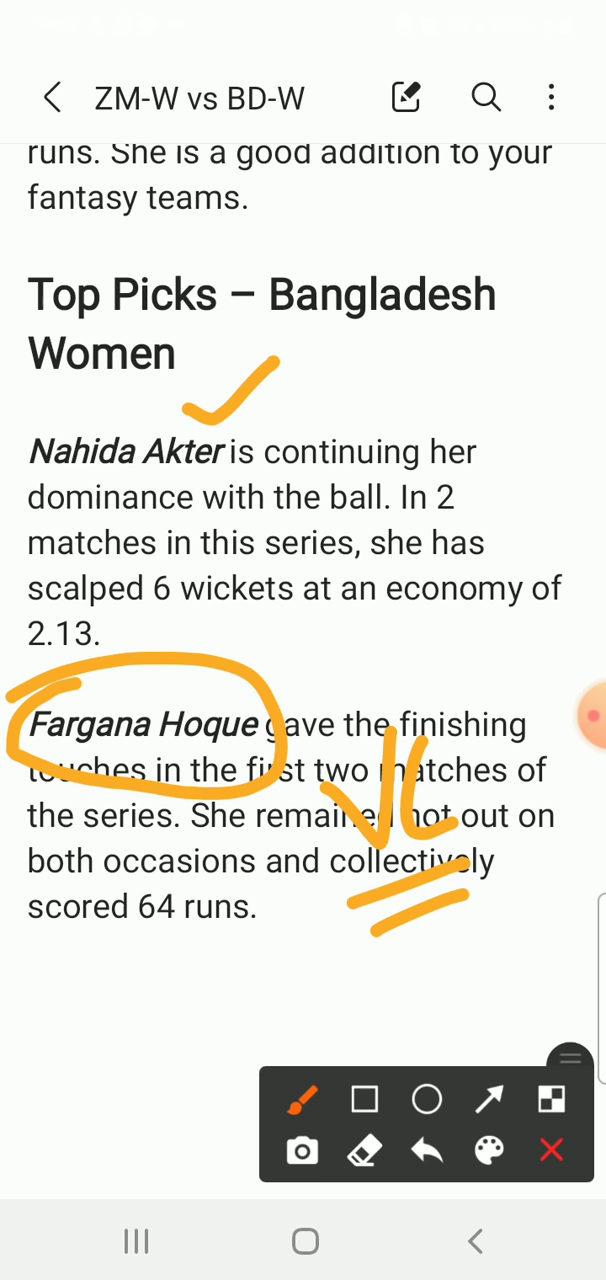 ZM-W vs BD-W
runs. She is a good addition to your
fantasy teams.
Top Picks – Bangladesh
Women
Nahida Akter is continuing her
dominance with the ball. In 2
matches in this series, she has
scalped 6 wickets at an economy of
2.13.
Fargana Hoque gave the finishing
touches in the first two matches of
the series. She remained not out on
both occasions and collectively
scored 64 runs.
VC